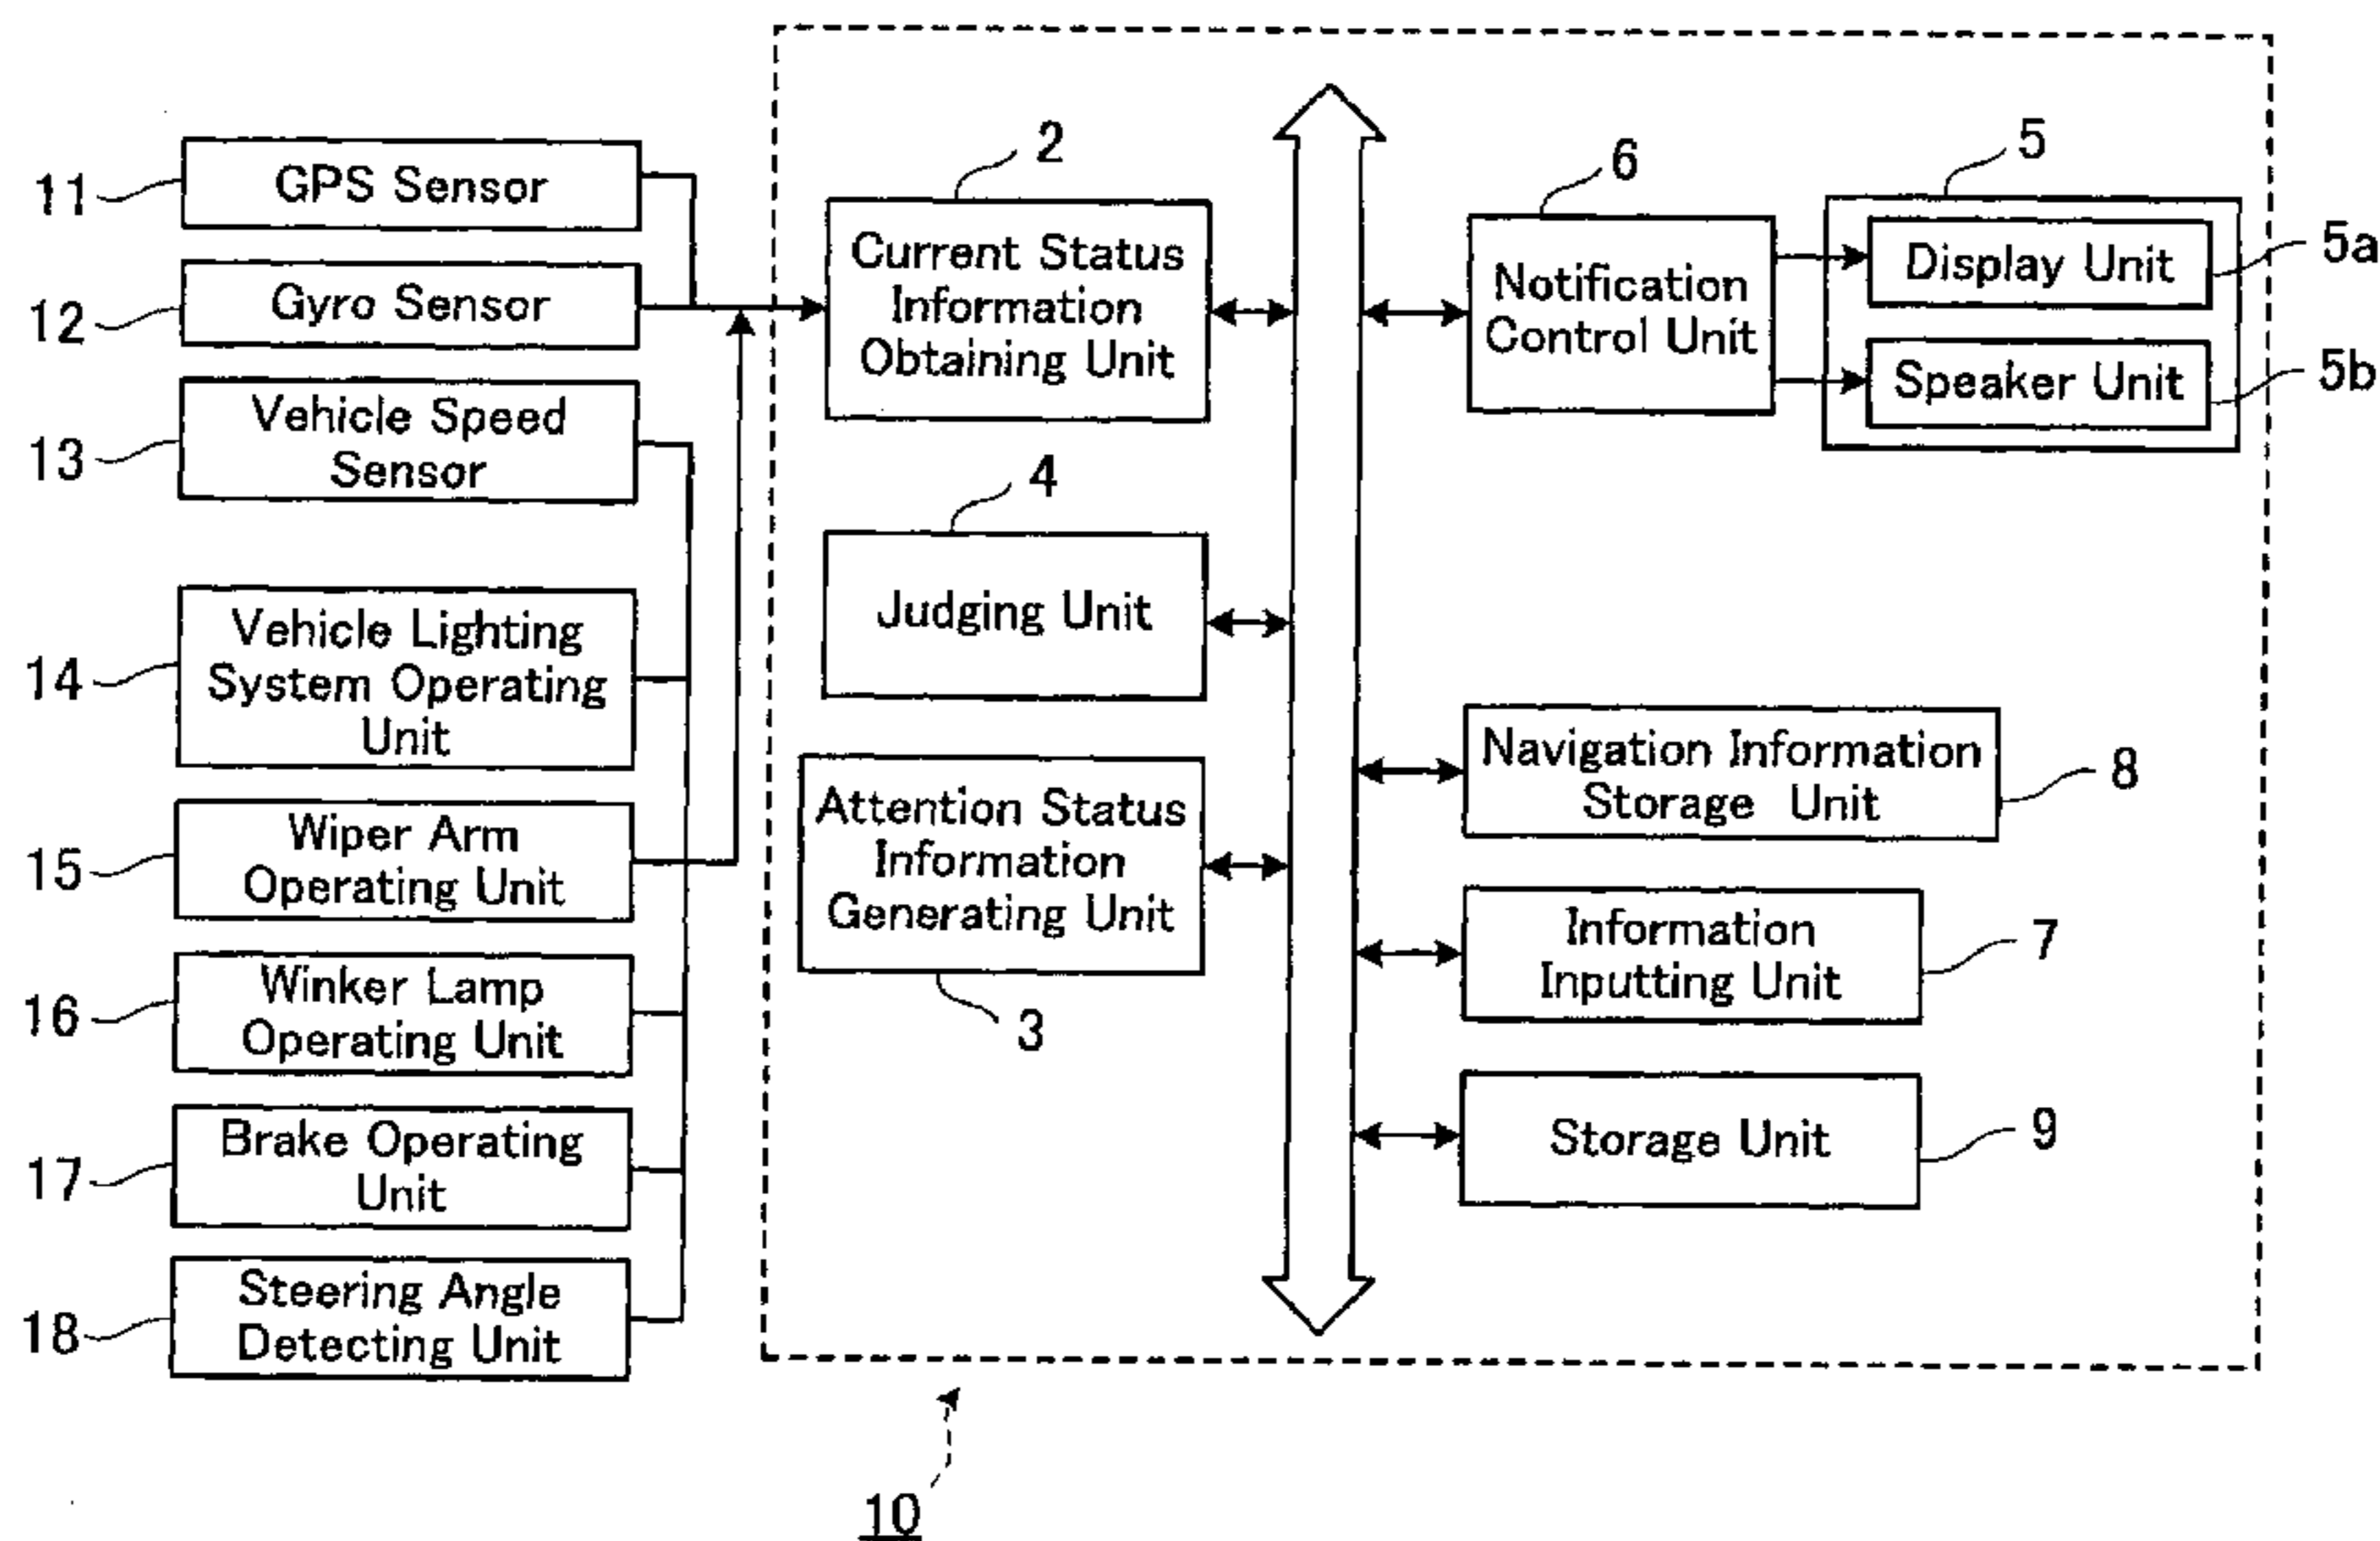 11
GPS Sensor
12
Gyro Sensor
13
Vehicle Speed
Sensor
14
Vehicle Lighting
System Operating
Unit
15
Wiper Arm
Operating Unit
16
Winker Lamp
Operating Unit
17
Brake Operating
Unit
18
Steering Angle
Detecting Unit
2
Current Status
Information
Obtaining Unit
4
Judging Unit
Attention Status
Information
Generating Unit
3
6
Notification
Control Unit
5
Display Unit
5a
Speaker Unit
5b
Navigation Information
Storage Unit
8
Information
Inputting Unit
7
Storage Unit
9
10